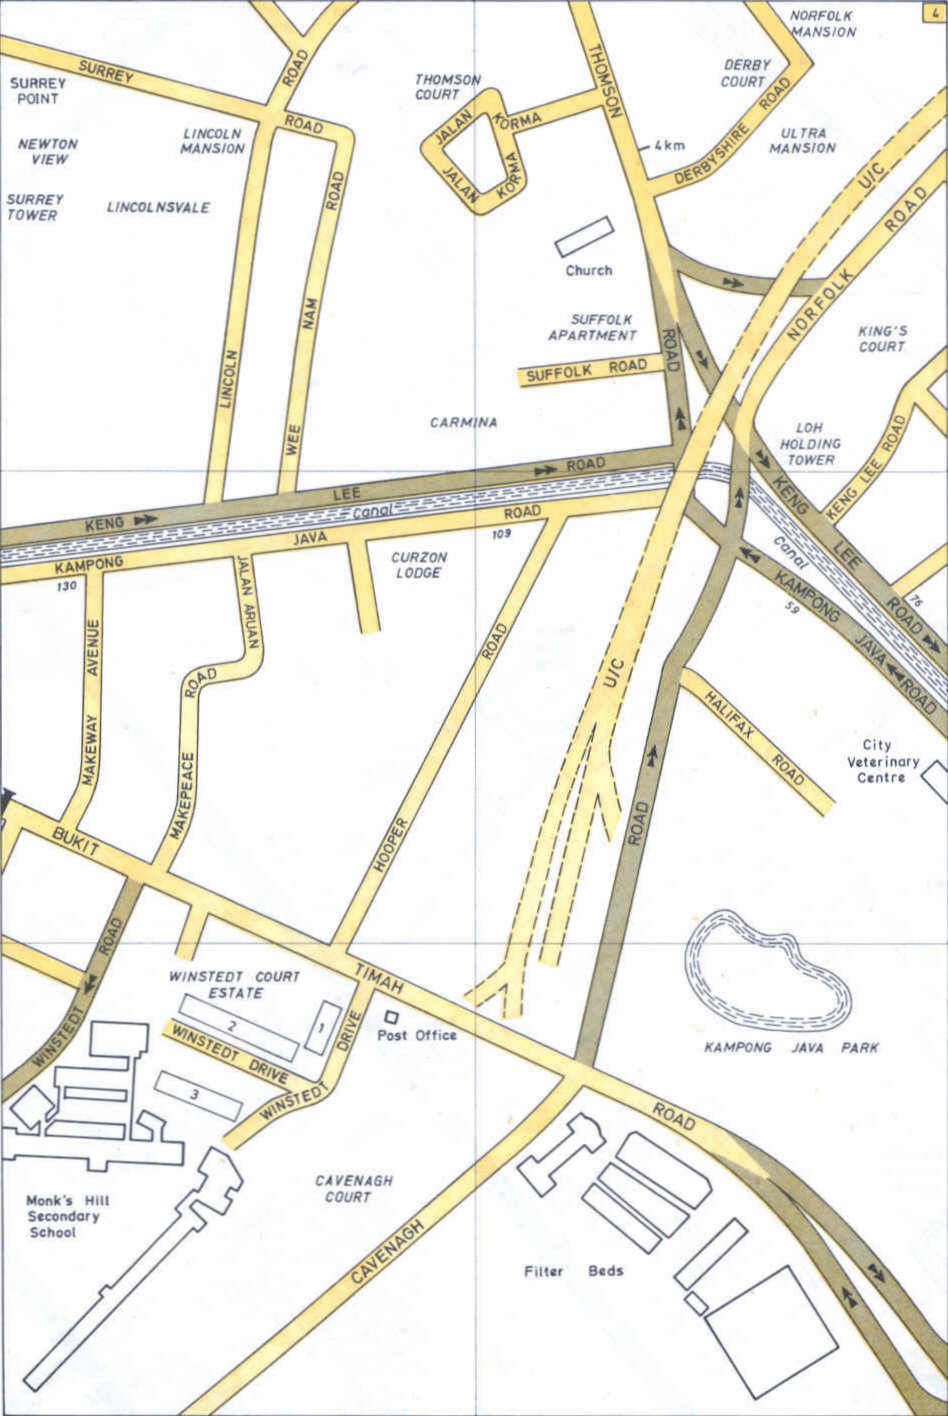 4
NORFOLK
MANSION
SURREY
ROAD
SURREY
POINT
THOMSON
COURT
THOMSON
DERBY
COURT
ROAD
LINCOLN
MANSION
JALAN
KORMA
4km
DERBYSHIRE ROAD
ULTRA
MANSION
NEWTON
VIEW
JALAN
KORMA
U/C
SURREY
TOWER
LINCOLNSVALE
ROAD
ROAD
Church
NORFOLK
NAM
SUFFOLK
APARTMENT
ROAD
KING'S
COURT
SUFFOLK ROAD
LINCOLN
WEE
CARMINA
LOH
HOLDING
TOWER
KENG LEE ROAD
KENG
LEE
ROAD
KENG
LEE
ROAD
Canal
Canal
KAMPONG
JAVA
ROAD
109
130
CURZON
LODGE
KAMPONG
JAVA
ROAD
59
76
JALAN ARUAN
MAKEWAY AVENUE
ROAD
MAKEPEACE
ROAD
HOOPER
U/C
HALIFAX
ROAD
City
Veterinary
Centre
ROAD
BUKIT
ROAD
WINSTEDT
WINSTEDT COURT
ESTATE
TIMAH
2
1
DRIVE
Post Office
WINSTEDT DRIVE
3
WINSTEDT
KAMPONG JAVA PARK
ROAD
Monk's Hill
Secondary
School
CAVENAGH
COURT
CAVENAGH
Filter Beds